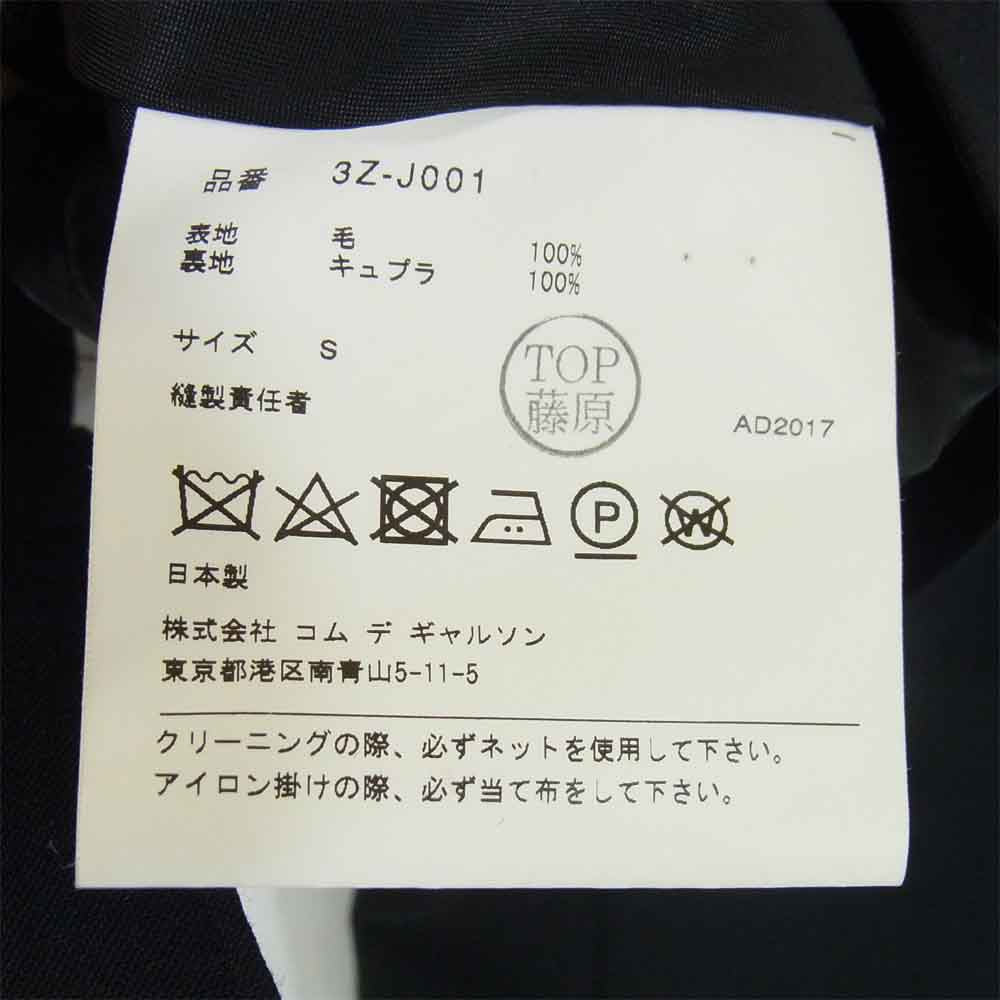 品番 3Z-J001
表地 毛 100%
裏地 キュプラ 100%
サイズ S
TOP
藤原
縫製責任者
AD2017
P
W
日本製
株式会社 コム デ ギャルソン
東京都港区南青山5-11-5
クリーニングの際、必ずネットを使用して下さい。
アイロン掛けの際、必ず当て布をして下さい。